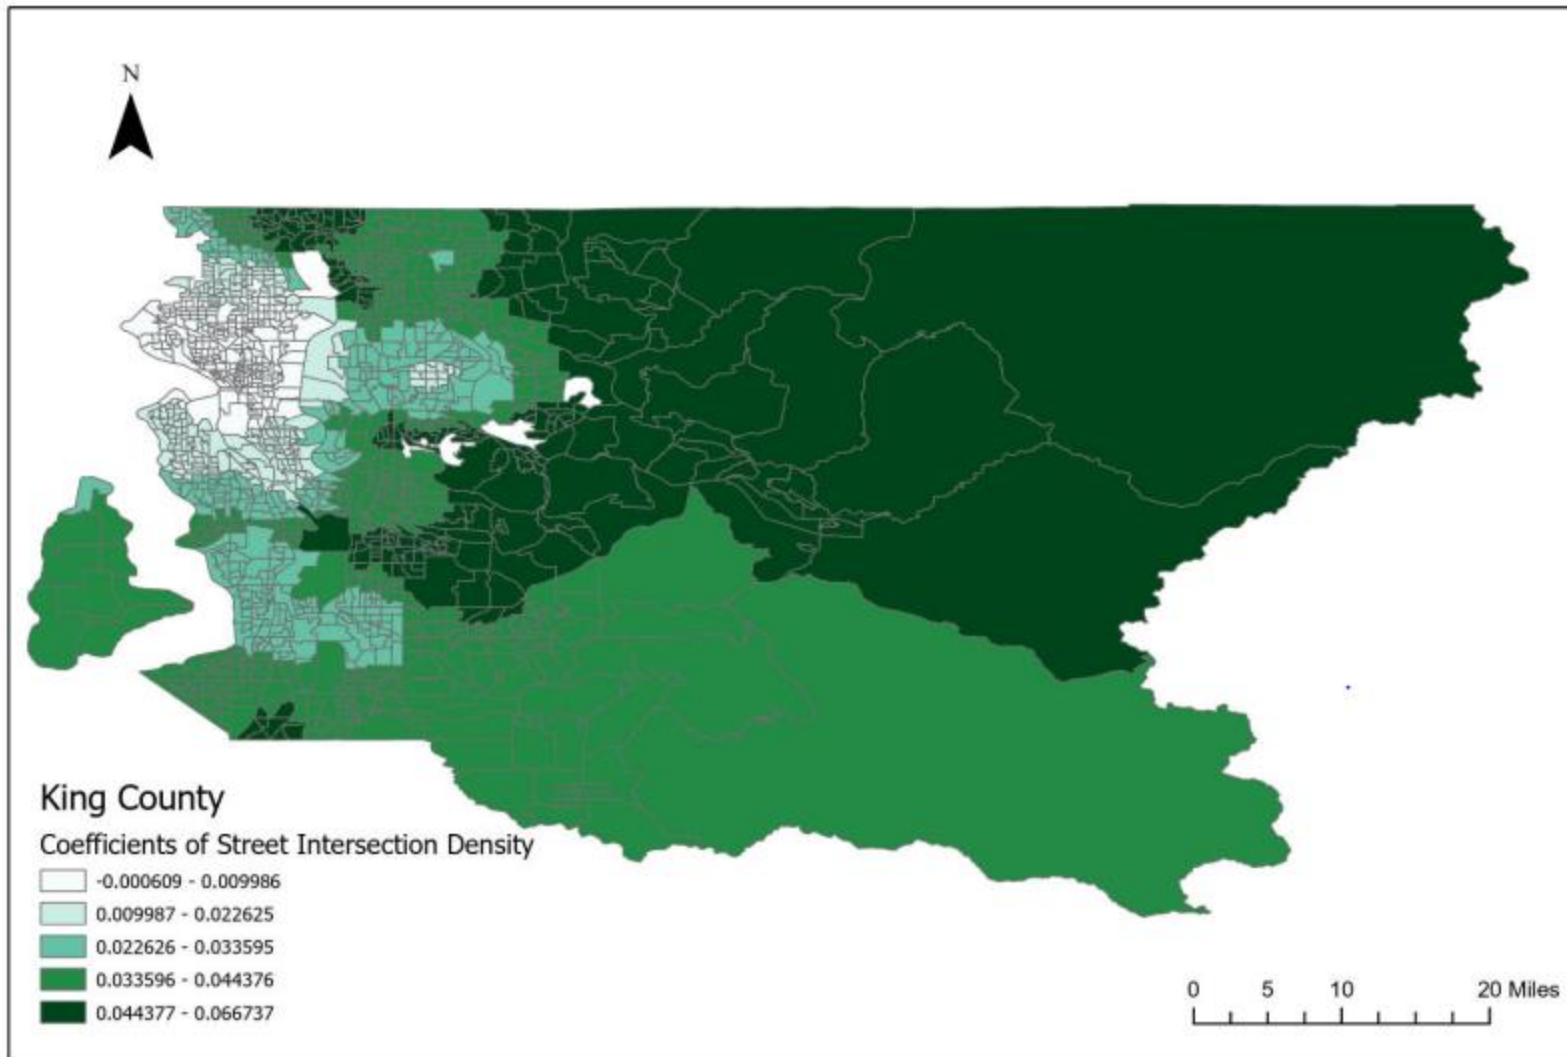 N
King County
Coefficients of Street Intersection Density
-0.000609 - 0.009986
0.009987 - 0.022625
0.022626 - 0.033595
0.033596 - 0.044376
0.044377 - 0.066737
0 5 10 20 Miles